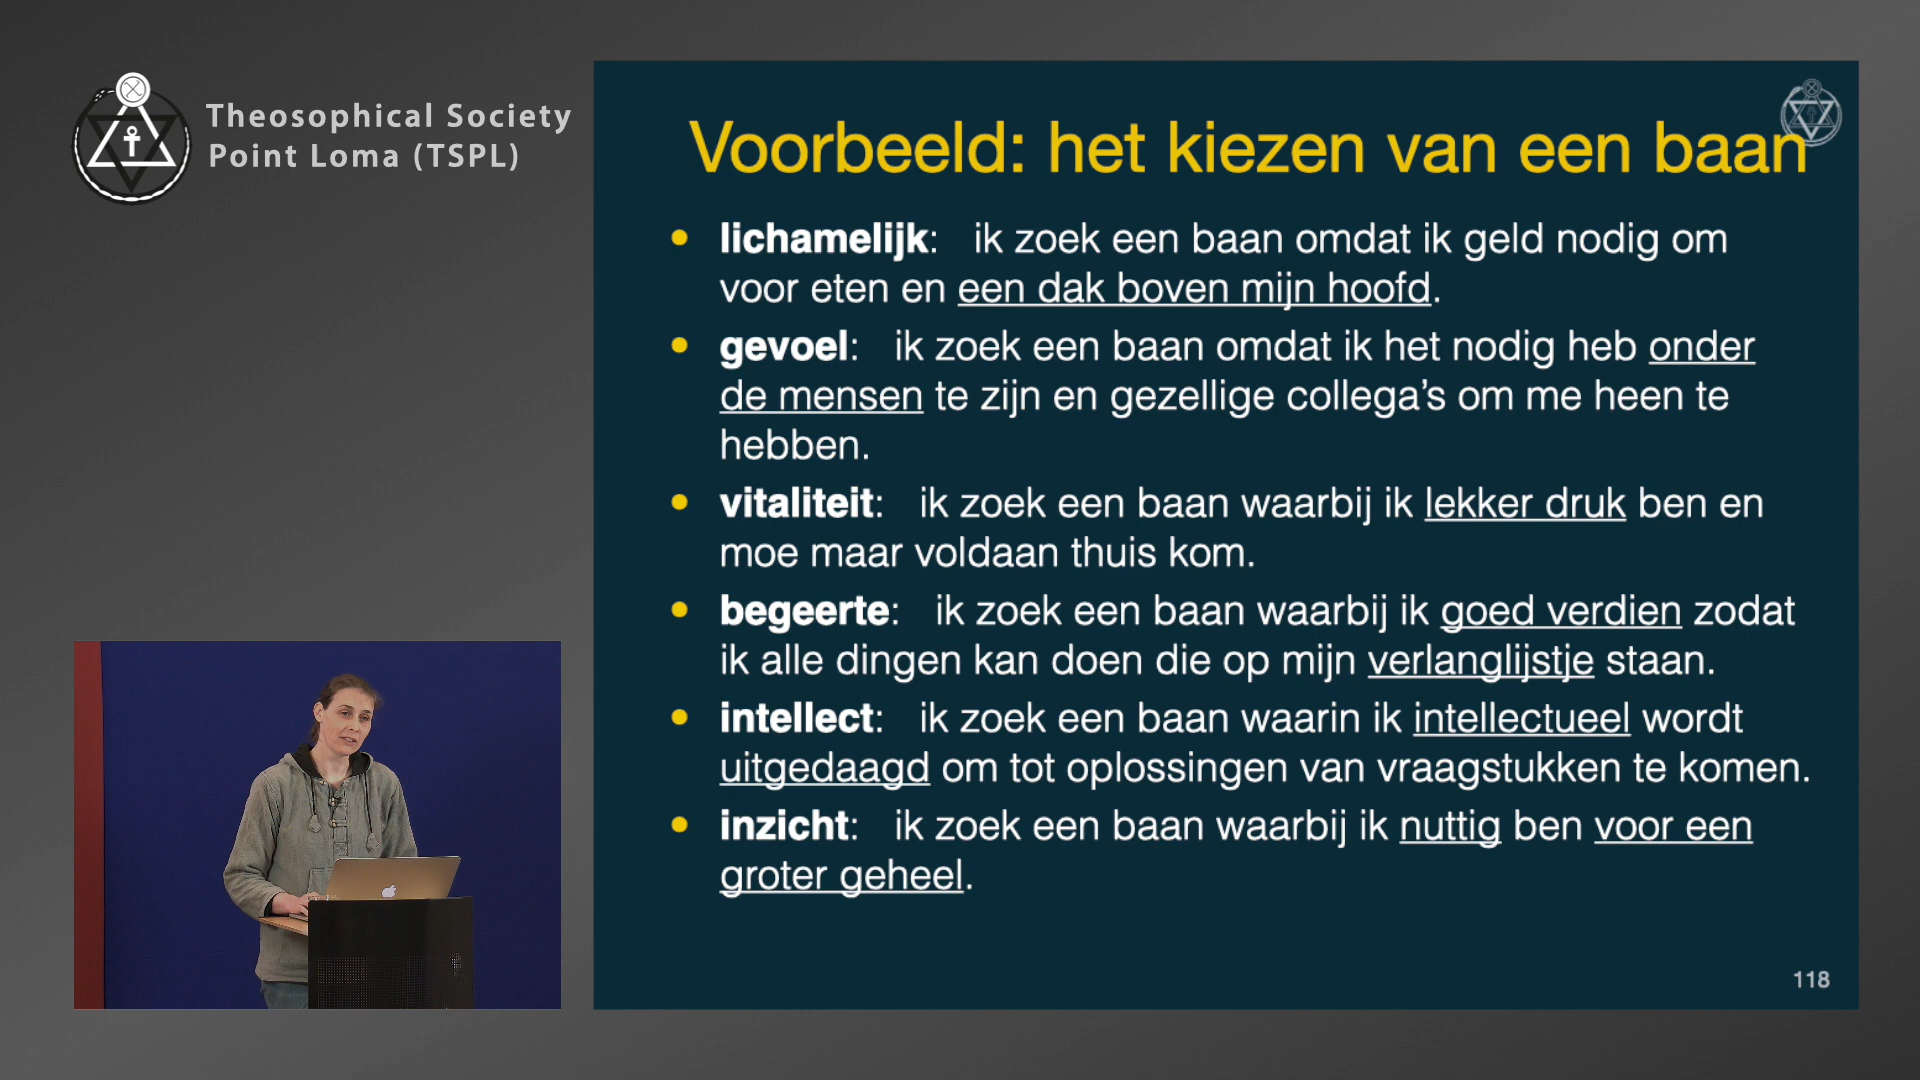 Theosophical Society
Point Loma (TSPL)
Voorbeeld: het kiezen van een baan
• lichamelijk: ik zoek een baan omdat ik geld nodig om
voor eten en een dak boven mijn hoofd.
• gevoel: ik zoek een baan omdat ik het nodig heb onder
de mensen te zijn en gezellige collega’s om me heen te
hebben.
• vitaliteit: ik zoek een baan waarbij ik lekker druk ben en
moe maar voldaan thuis kom.
• begeerte: ik zoek een baan waarbij ik goed verdien zodat
ik alle dingen kan doen die op mijn verlanglijstje staan.
• intellect: ik zoek een baan waarin ik intellectueel wordt
uitgedaagd om tot oplossingen van vraagstukken te komen.
• inzicht: ik zoek een baan waarbij ik nuttig ben voor een
groter geheel.
118